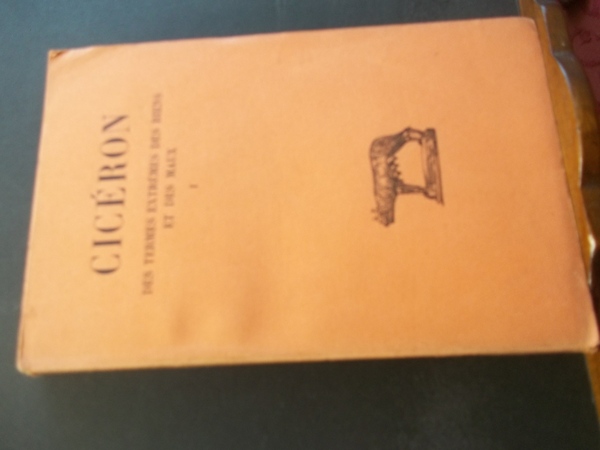 CICÉRON
DES TERMES EXTRÊMES DES BIENS
ET DES MAUX
I